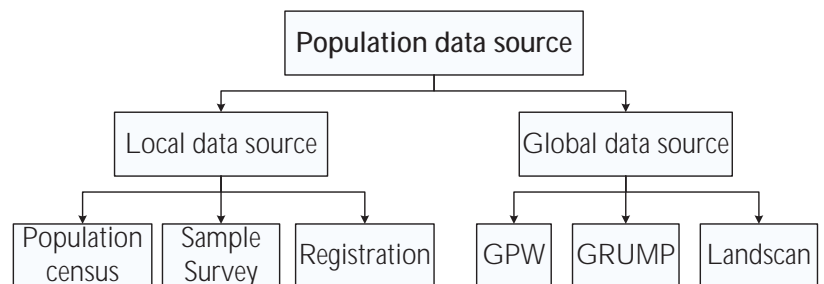 Population data source
Local data source
Global data source
Population
census
Sample
Survey
Registration
GPW
GRUMP
Landscan